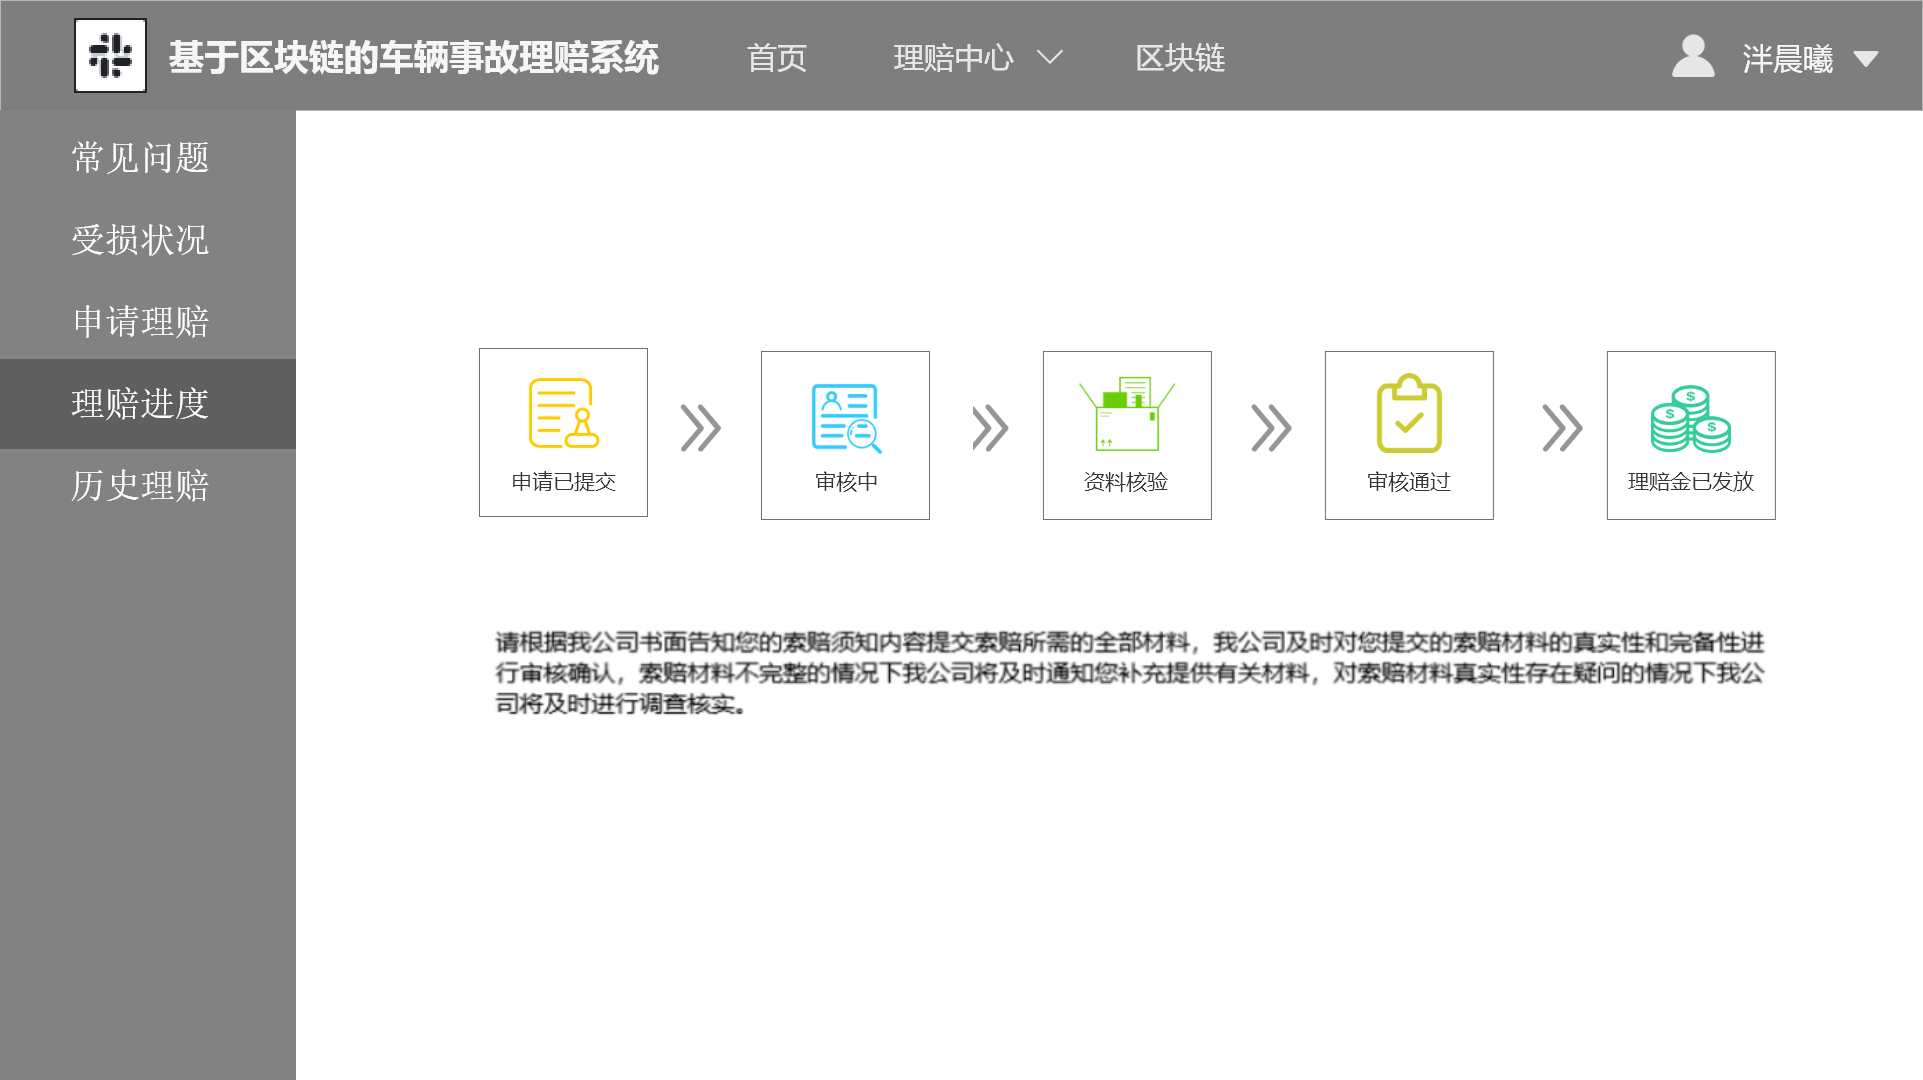 基于区块链的车辆事故理赔系统
首页
理赔中心
区块链
泮晨曦
常见问题
受损状况
申请理赔
理赔进度
历史理赔
申请已提交
审核中
资料核验
审核通过
理赔金已发放
请根据我公司书面告知您的索赔须知内容提交索赔所需的全部材料，我公司及时对您提交的索赔材料的真实性和完备性进
行审核确认，索赔材料不完整的情况下我公司将及时通知您补充提供有关材料，对索赔材料真实性存在疑问的情况下我公
司将及时进行调查核实。